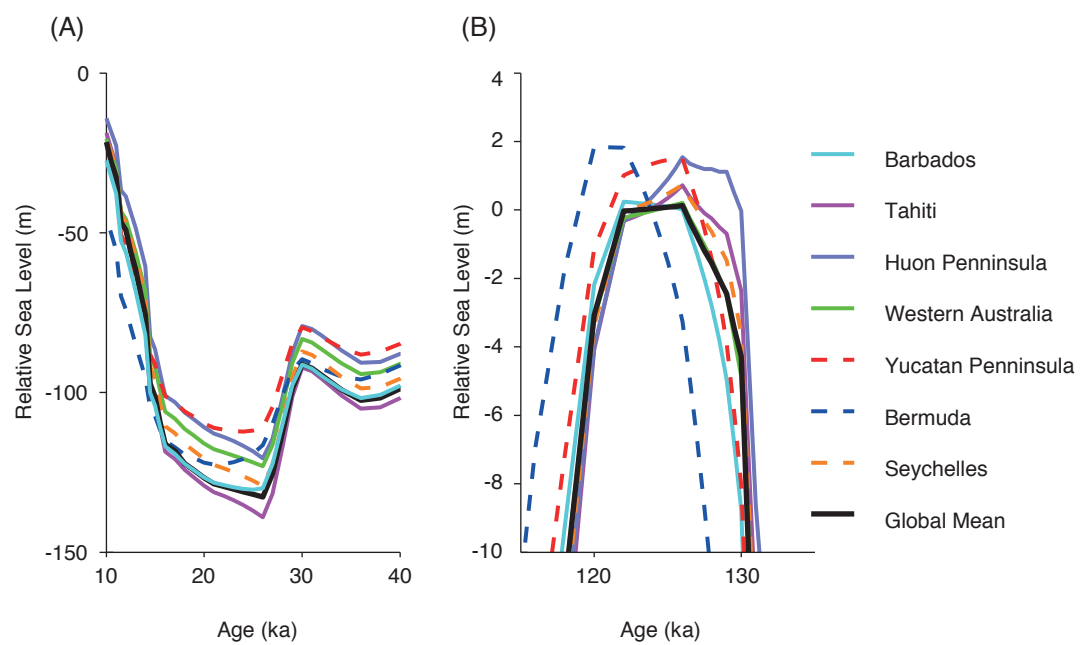 (A)
(B)
Relative Sea Level (m)
0
-50
-100
-150
10
20
30
40
Age (ka)
Relative Sea Level (m)
4
2
0
-2
-4
-6
-8
-10
120
130
Age (ka)
Barbados
Tahiti
Huon Penninsula
Western Australia
Yucatan Penninsula
Bermuda
Seychelles
Global Mean